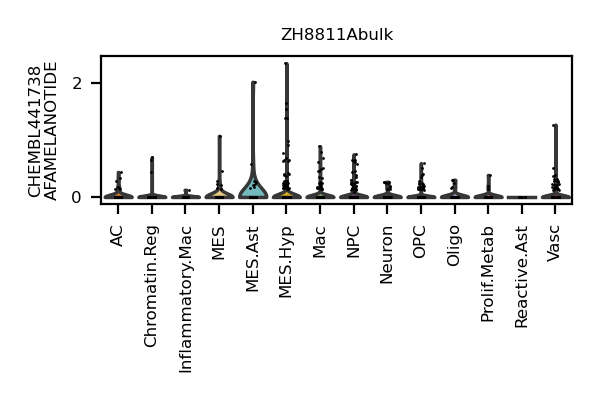 ZH8811Abulk
CHEMBL441738
AFAMELANOTIDE
2
0
AC
Chromatin.Reg
Inflammatory.Mac
MES
MES.Ast
MES.Hyp
Mac
NPC
Neuron
OPC
Oligo
Prolif.Metab
Reactive.Ast
Vasc